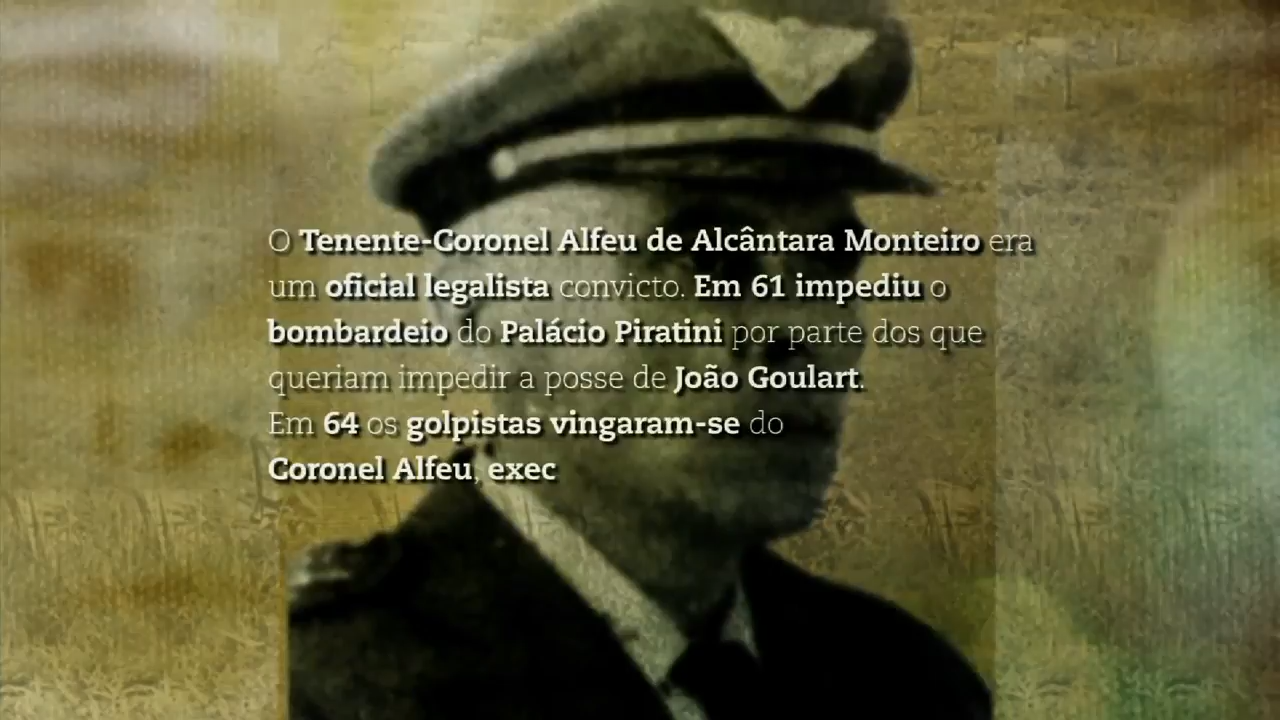 O Tenente-Coronel Alfeu de Alcântara Monteiro era
um oficial legalista convicto. Em 61 impediu o
bombardeio do Palácio Piratini por parte dos que
queriam impedir a posse de João Goulart.
Em 64 os golpistas vingaram-se do
Coronel Alfeu, exec